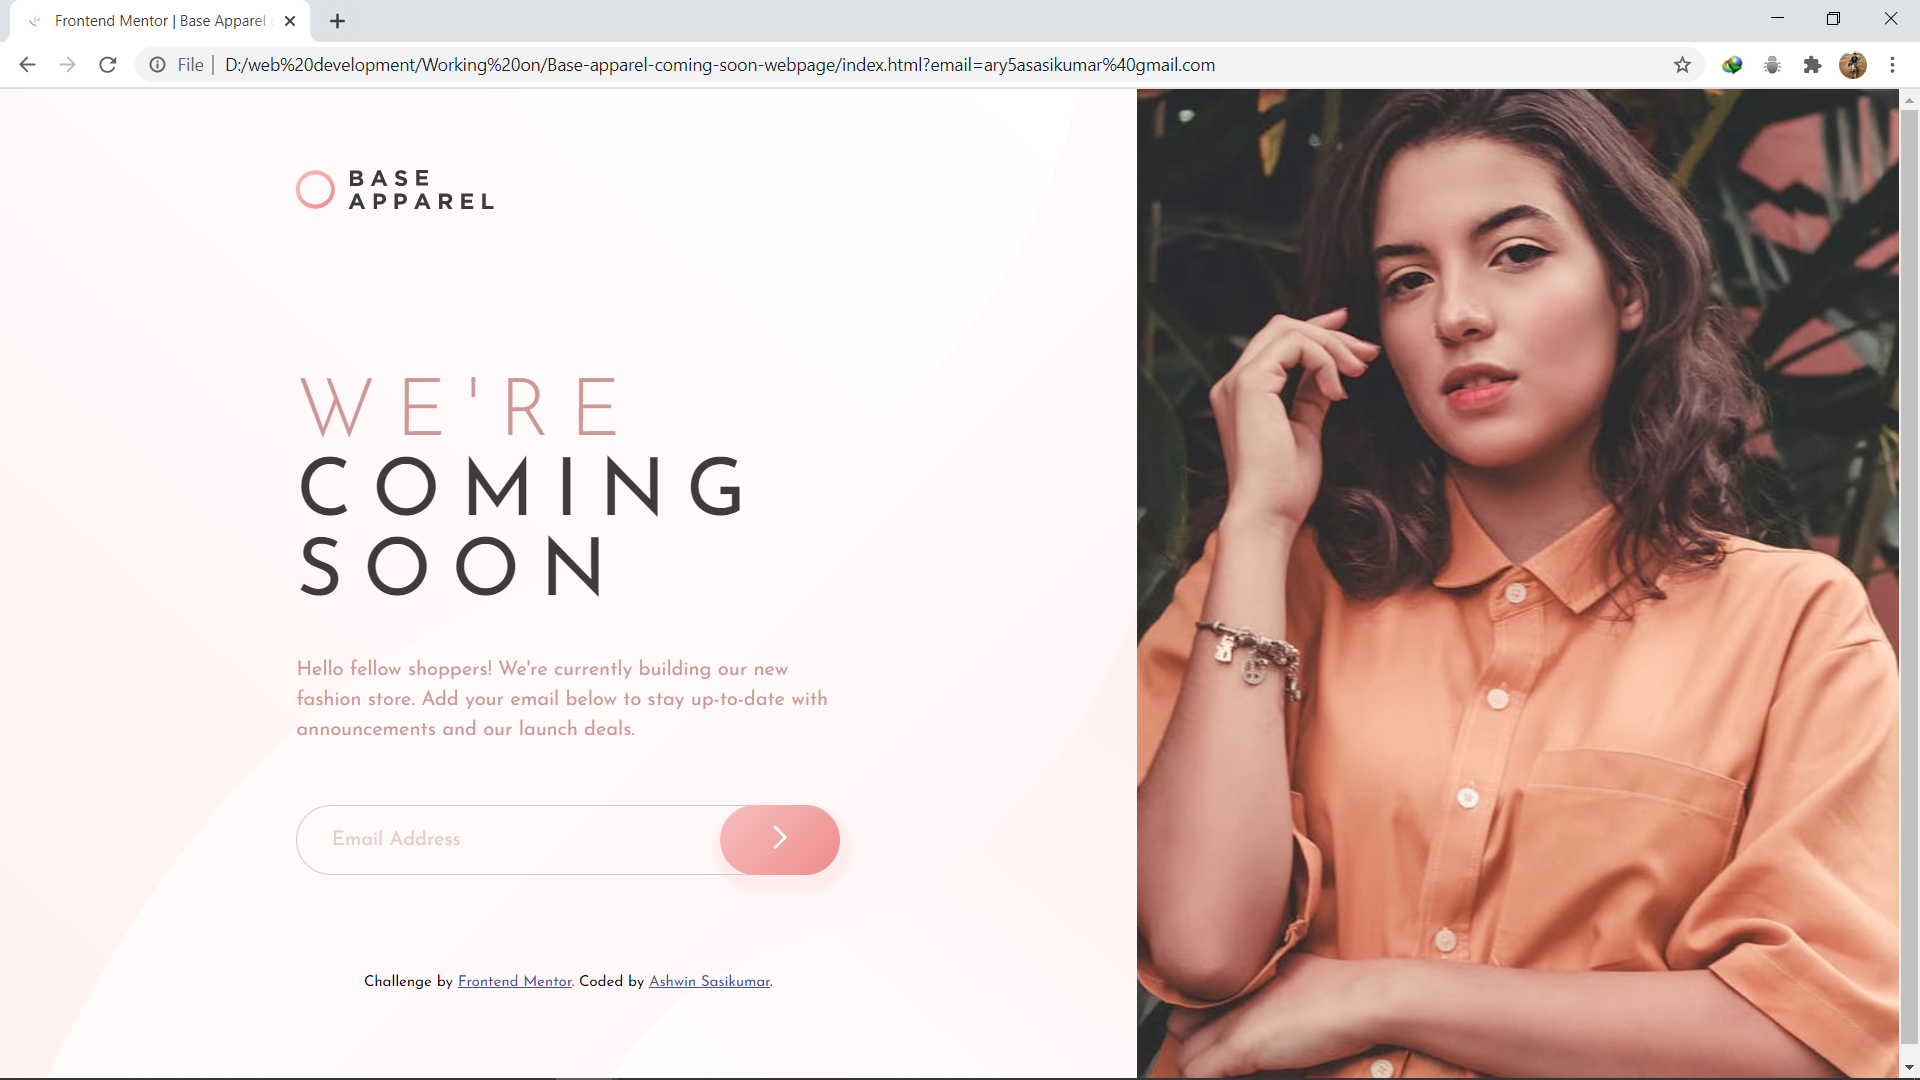 Frontend Mentor | Base Apparel
File | D:/web%20development/Working%20on/Base-apparel-coming-soon-webpage/index.html?email=ary5asasikumar%40gmail.com
BASE
APPAREL
WE'RE
COMING
SOON
Hello fellow shoppers! We're currently building our new
fashion store. Add your email below to stay up-to-date with
announcements and our launch deals.
Email Address
Challenge by Frontend Mentor. Coded by Ashwin Sasikumar.